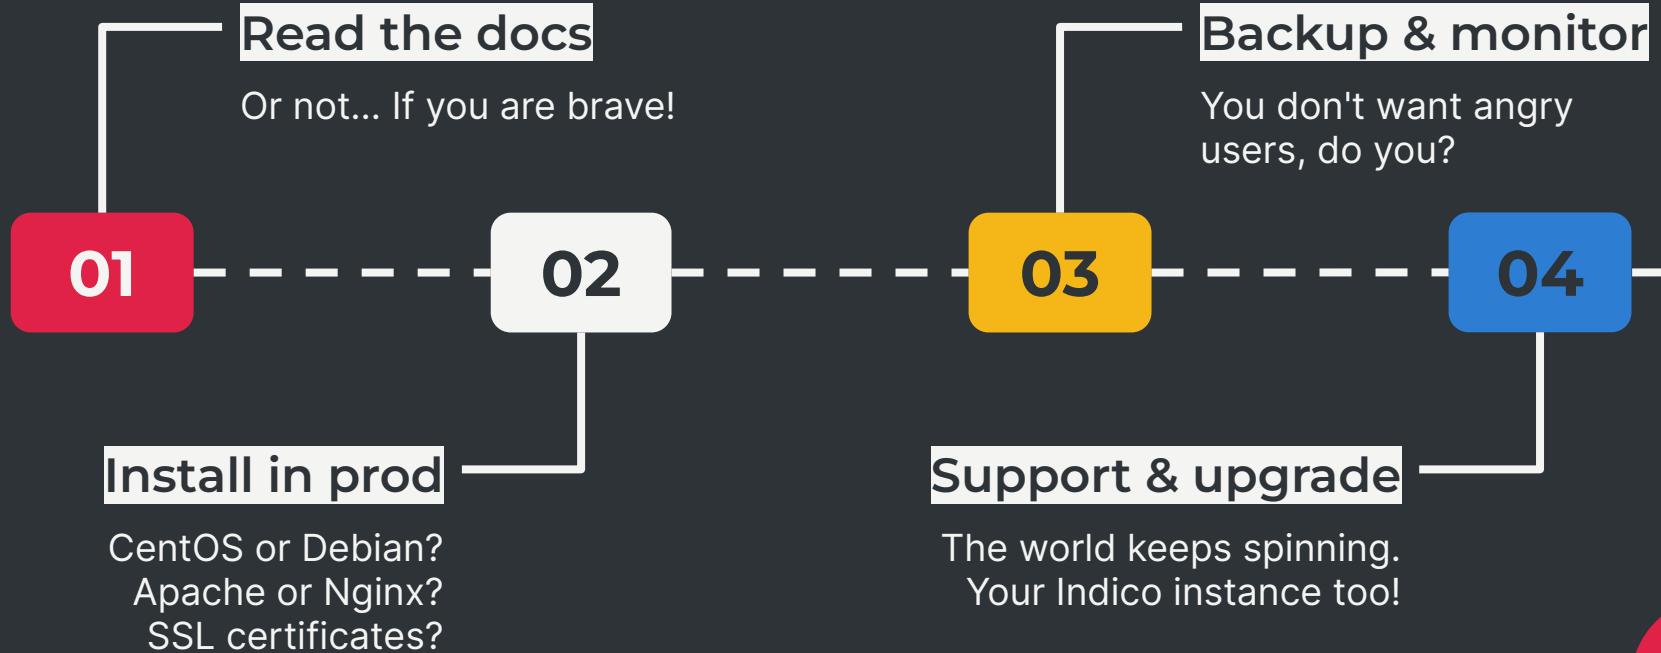 Read the docs
Or not... If you are brave!
Backup & monitor
You don't want angry
users, do you?
01
02
03
04
Install in prod
CentOS or Debian?
Apache or Nginx?
SSL certificates?
Support & upgrade
The world keeps spinning.
Your Indico instance too!